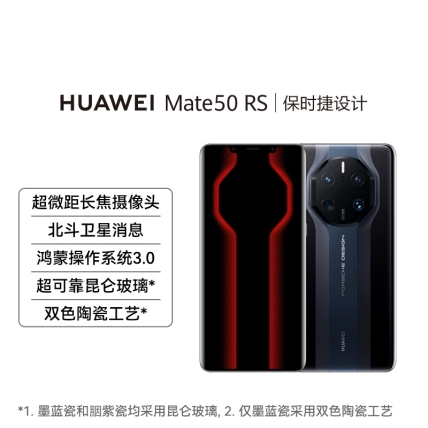 HUAWEI Mate50 RS|保时捷设计
超微距长焦摄像头
北斗卫星消息
鸿蒙操作系统3.0
超可靠昆仑玻璃*
双色陶瓷工艺*
HUAWEI
*1. 墨蓝瓷和胭紫瓷均采用昆仑玻璃, 2. 仅墨蓝瓷采用双色陶瓷工艺